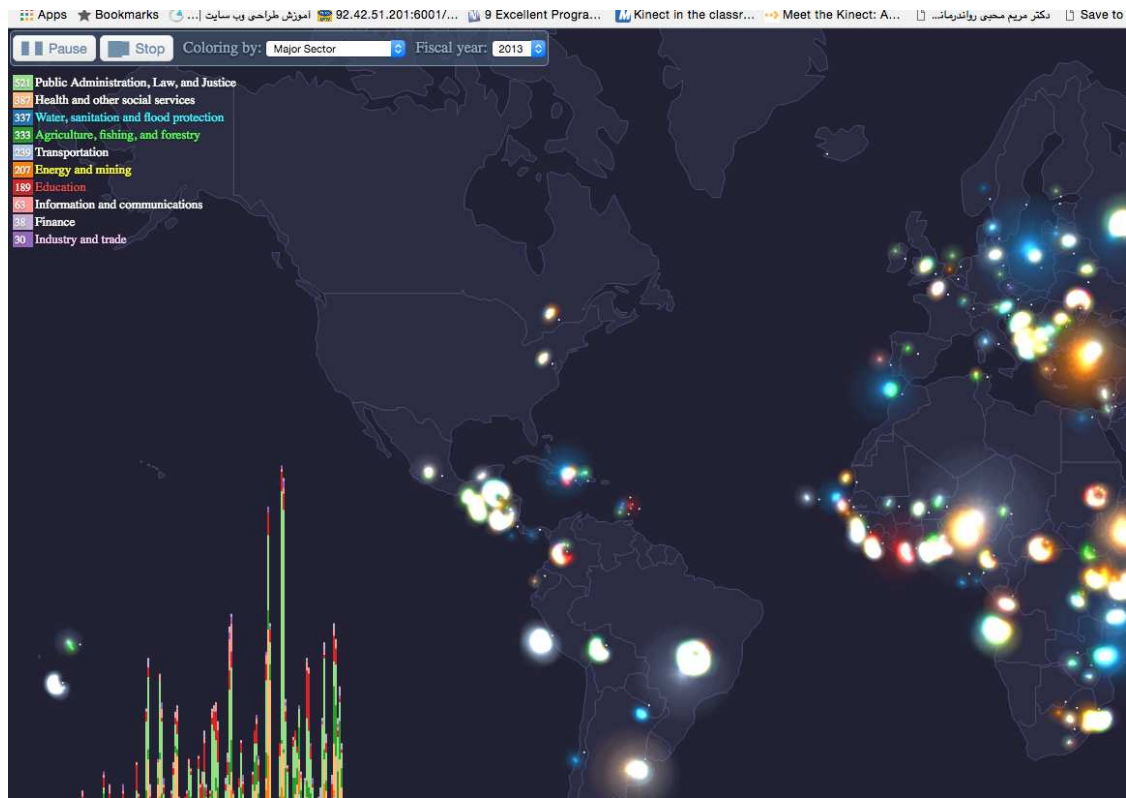 Apps Bookmarks آموزش طراحی وب سایت |... 92.42.51.201:6001/... 9 Excellent Progra... Kinect in the classr... Meet the Kinect: A... دکتر مریم محبی رواندرمانـ... Save to
Pause Stop Coloring by: Major Sector Fiscal year: 2013
521 Public Administration, Law, and Justice
387 Health and other social services
337 Water, sanitation and flood protection
333 Agriculture, fishing, and forestry
239 Transportation
207 Energy and mining
189 Education
63 Information and communications
38 Finance
30 Industry and trade